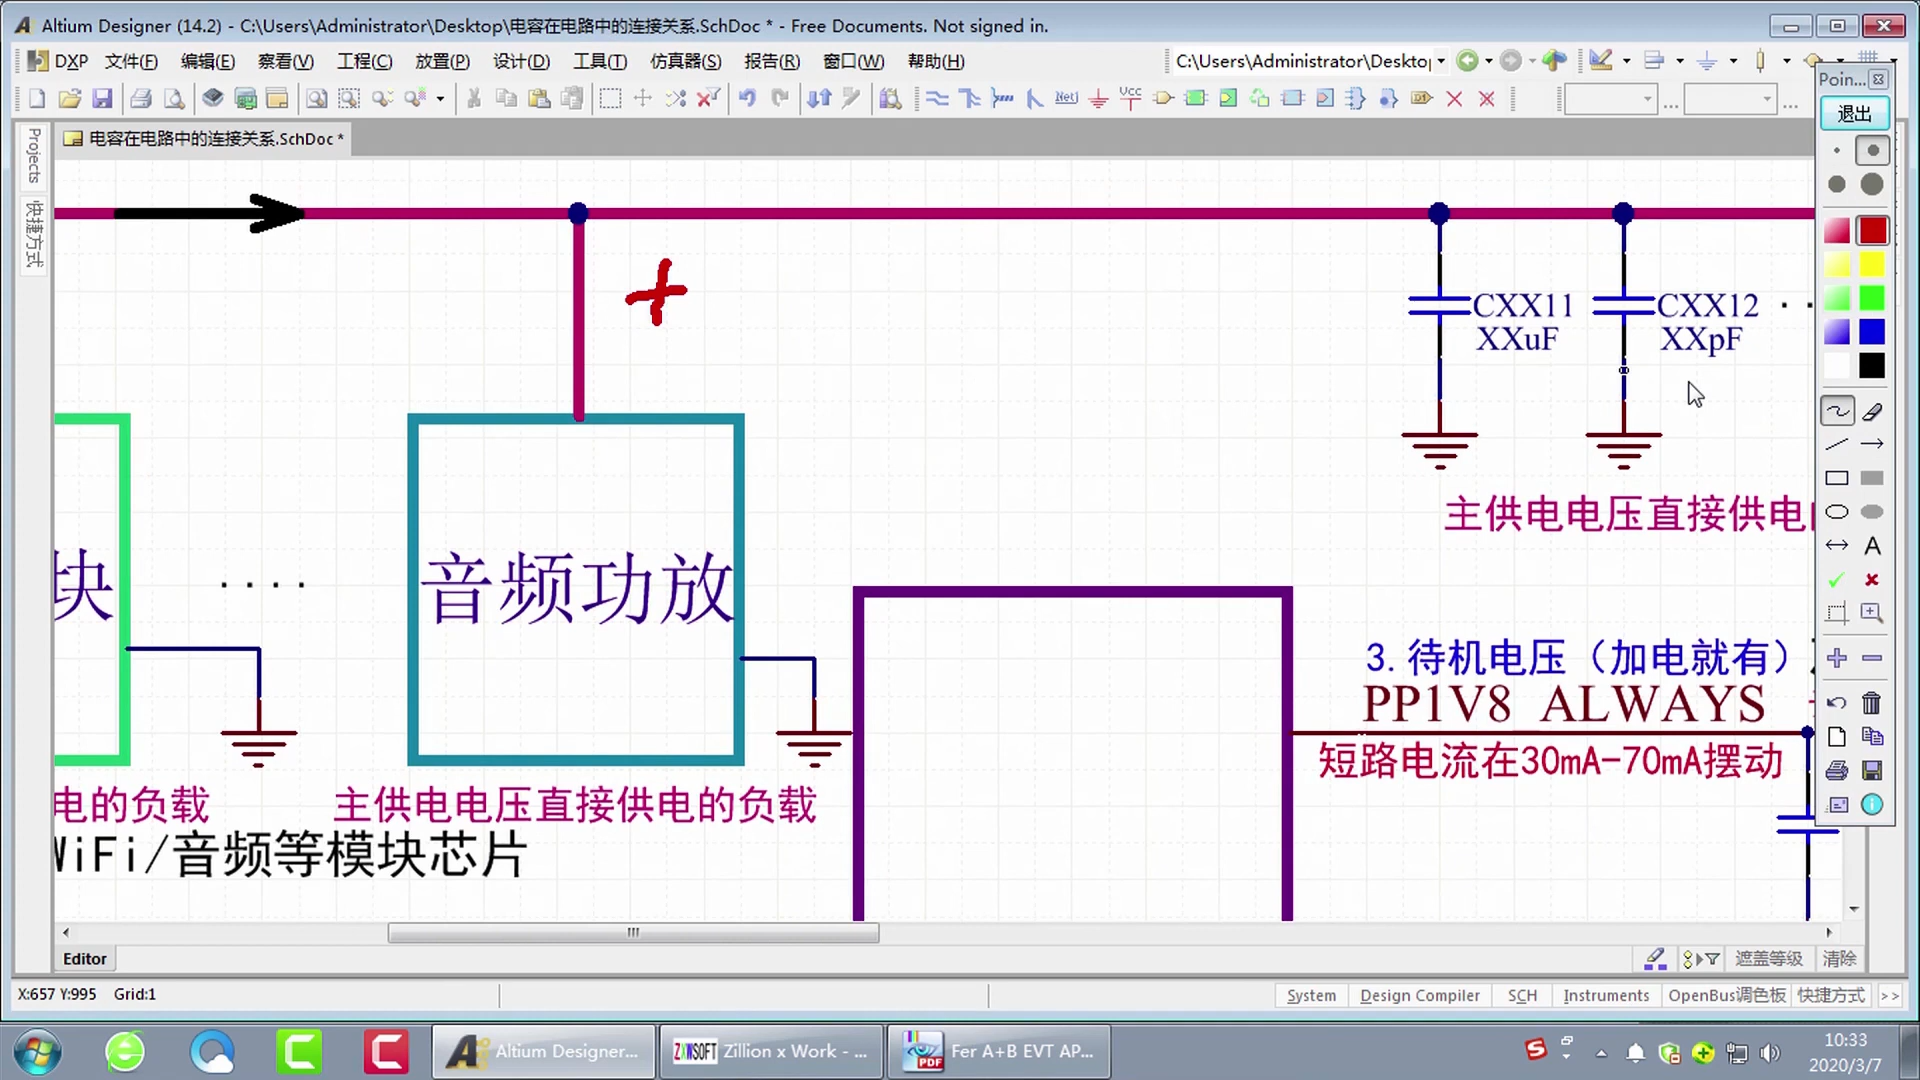 Altium Designer (14.2) - C:\Users\Administrator\Desktop\电容在电路中的连接关系.SchDoc * - Free Documents. Not signed in.
DXP 文件(F) 编辑(E) 察看(V) 工程(C) 放置(P) 设计(D) 工具(T) 仿真器(S) 报告(R) 窗口(W) 帮助(H)
C:\Users\Administrator\Desktop
Poin...
Net1
Vcc
退出
电容在电路中的连接关系.SchDoc *
Projects
快捷方式
CXX11
XXuF
CXX12
XXpF
主供电电压直接供电
块
音频功放
3.待机电压（加电就有）
PP1V8 ALWAYS
短路电流在30mA-70mA摆动
电的负载
主供电电压直接供电的负载
WiFi/音频等模块芯片
A
Editor
遮盖等级 清除
X:657 Y:995 Grid:1
System Design Compiler SCH Instruments OpenBus调色板 快捷方式 >>
Altium Designer...
ZXWSOFT Zillion x Work - ...
PDF Fer A+B EVT AP...
10:33
2020/3/7